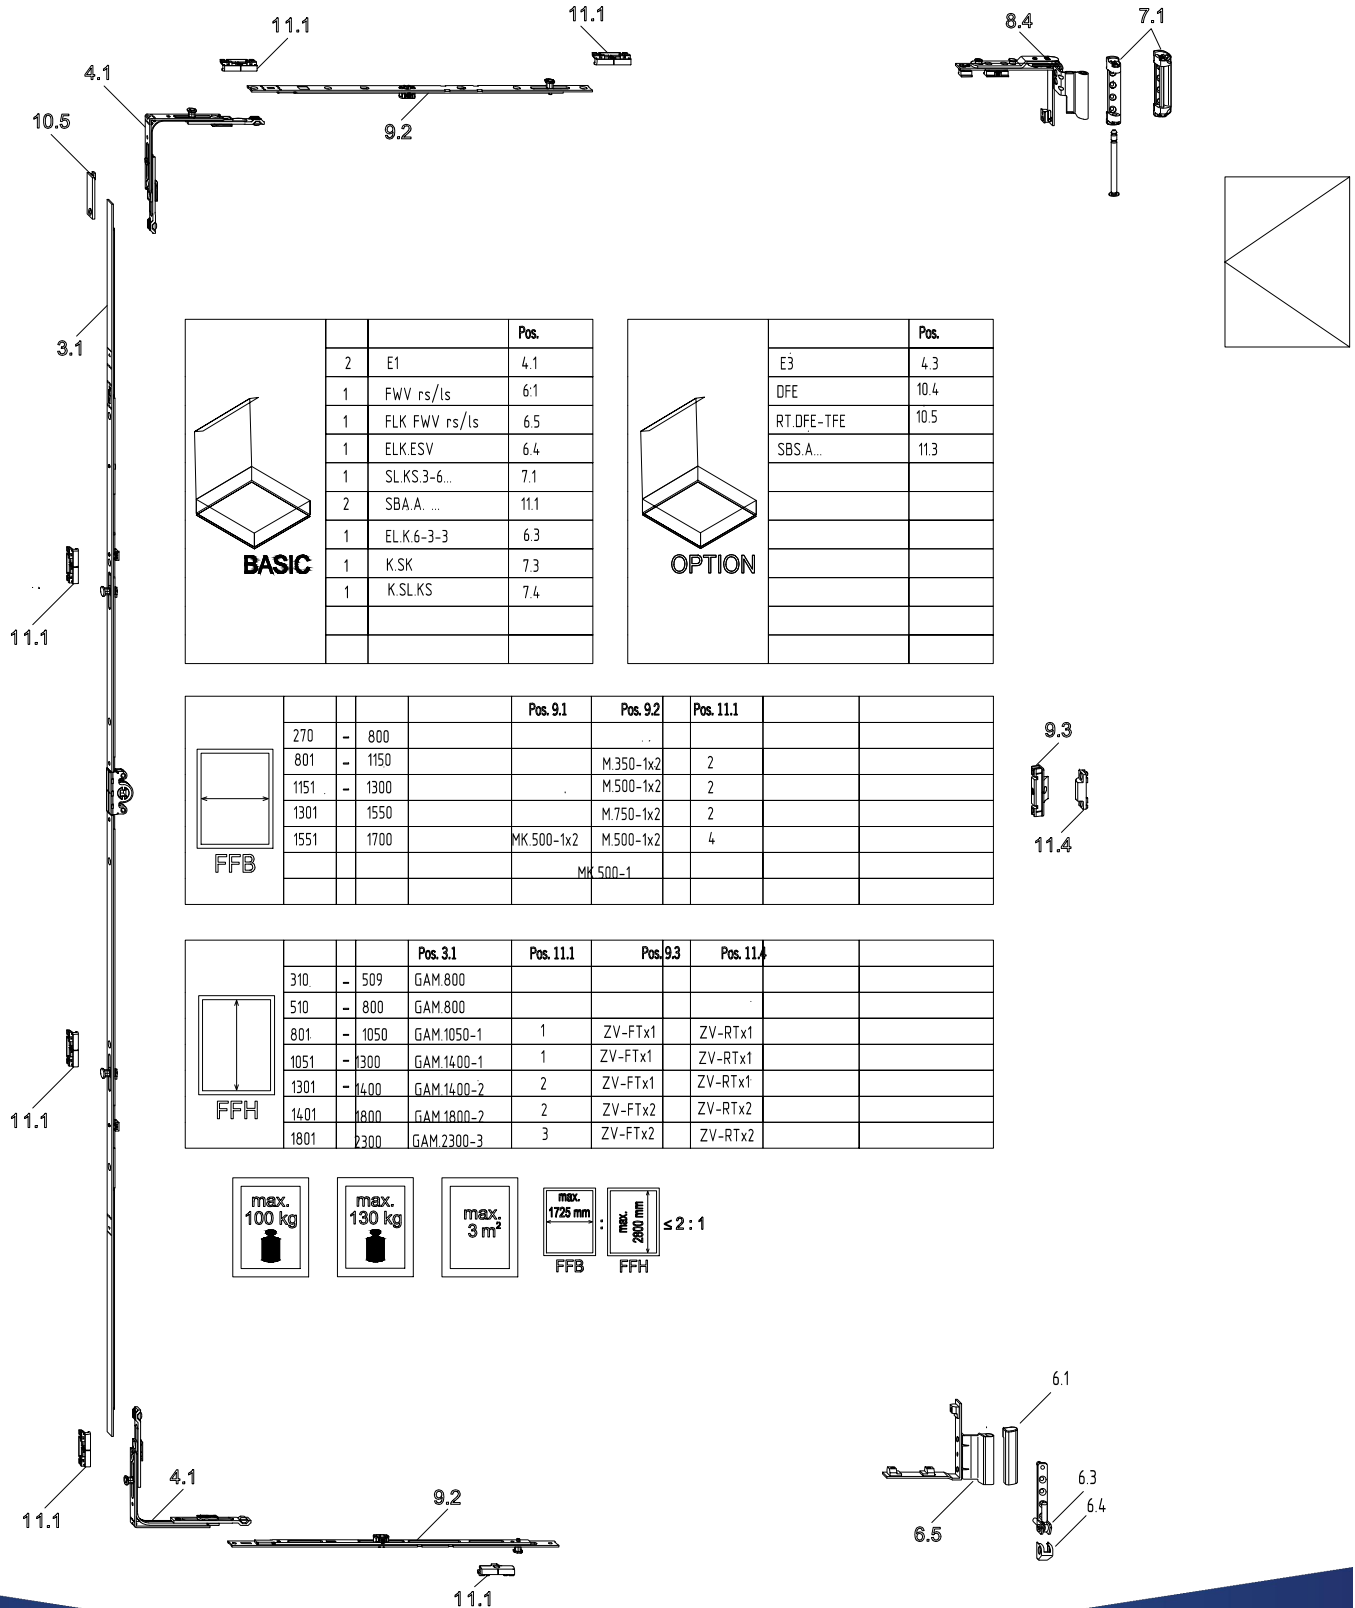 11.1
11.1
8.4
7.1
4.1
9.2
10.5
3.1
Pos.
2 E1 4.1
1 FWV rs/ls 6.1
1 FLK FWV rs/ls 6.5
1 ELK.ESV 6.4
1 SL.KS.3-6... 7.1
2 SBA.A. ... 11.1
1 EL.K.6-3-3 6.3
1 K.SK 7.3
1 K.SL.KS 7.4
BASIC
Pos.
E3 4.3
DFE 10.4
RT.DFE-TFE 10.5
SBS.A... 11.3
OPTION
11.1
Pos. 9.1 Pos. 9.2 Pos. 11.1
270 - 800
801 - 1150 M.350-1x2 2
1151 - 1300 M.500-1x2 2
1301 1550 M.750-1x2 2
1551 1700 MK.500-1x2 M.500-1x2 4
MK 500-1
FFB
9.3
11.4
Pos. 3.1 Pos. 11.1 Pos. 9.3 Pos. 11.4
310 - 509 GAM.800
510 - 800 GAM.800
801 - 1050 GAM.1050-1 1 ZV-FTx1 ZV-RTx1
1051 - 1300 GAM.1400-1 1 ZV-FTx1 ZV-RTx1
1301 - 1400 GAM.1400-2 2 ZV-FTx1 ZV-RTx1
1401 1800 GAM.1800-2 2 ZV-FTx2 ZV-RTx2
1801 2300 GAM.2300-3 3 ZV-FTx2 ZV-RTx2
FFH
11.1
max.
100 kg
max.
130 kg
max.
3 m²
max.
1725 mm
FFB
:
max.
2800 mm
FFH
≤ 2 : 1
6.1
6.3
6.4
6.5
4.1
11.1
9.2
11.1